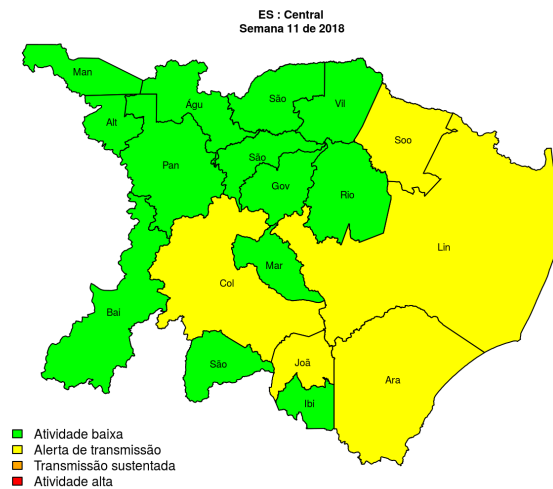 ES : Central
Semana 11 de 2018
Man
Alt
Águ
São
Vil
Soo
Pan
São
Gov
Rio
Lin
Mar
Col
Bai
São
Joã
Ibi
Ara
Atividade baixa
Alerta de transmissão
Transmissão sustentada
Atividade alta